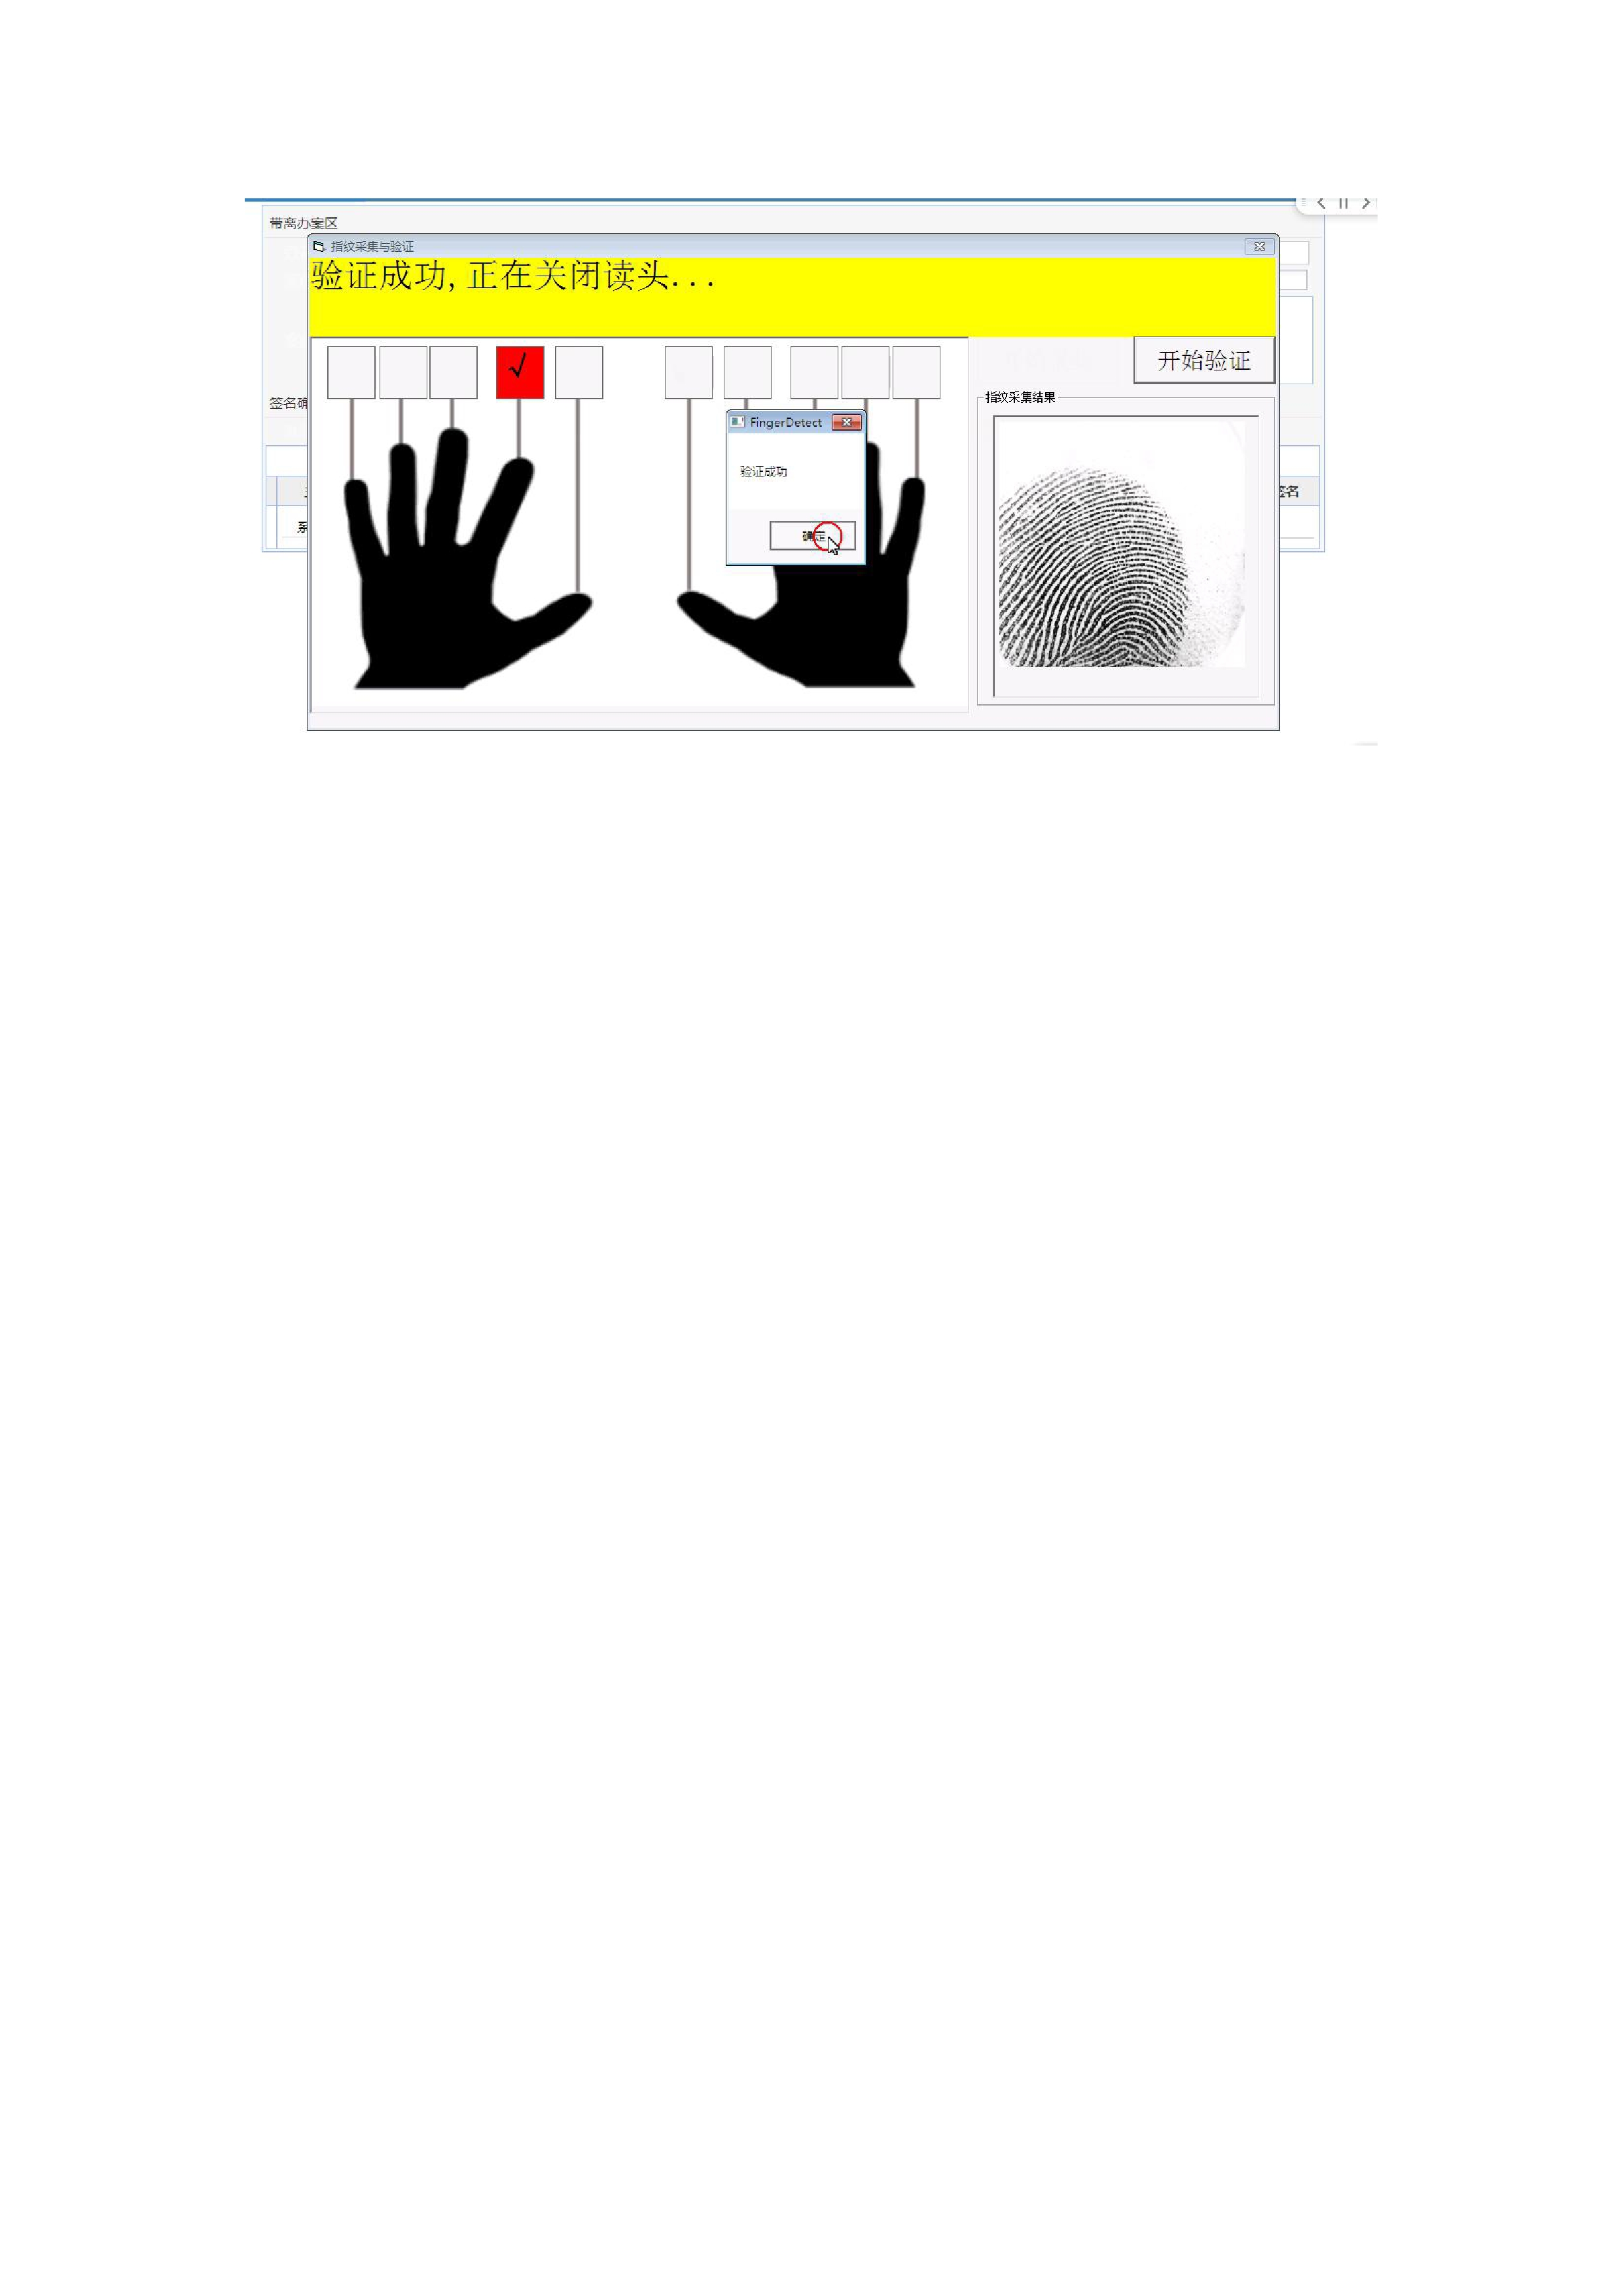 带离办案区
指纹采集与验证
验证成功,正在关闭读头...
√
开始验证
签名确
指纹采集结果
FingerDetect
验证成功
签名
确定
系